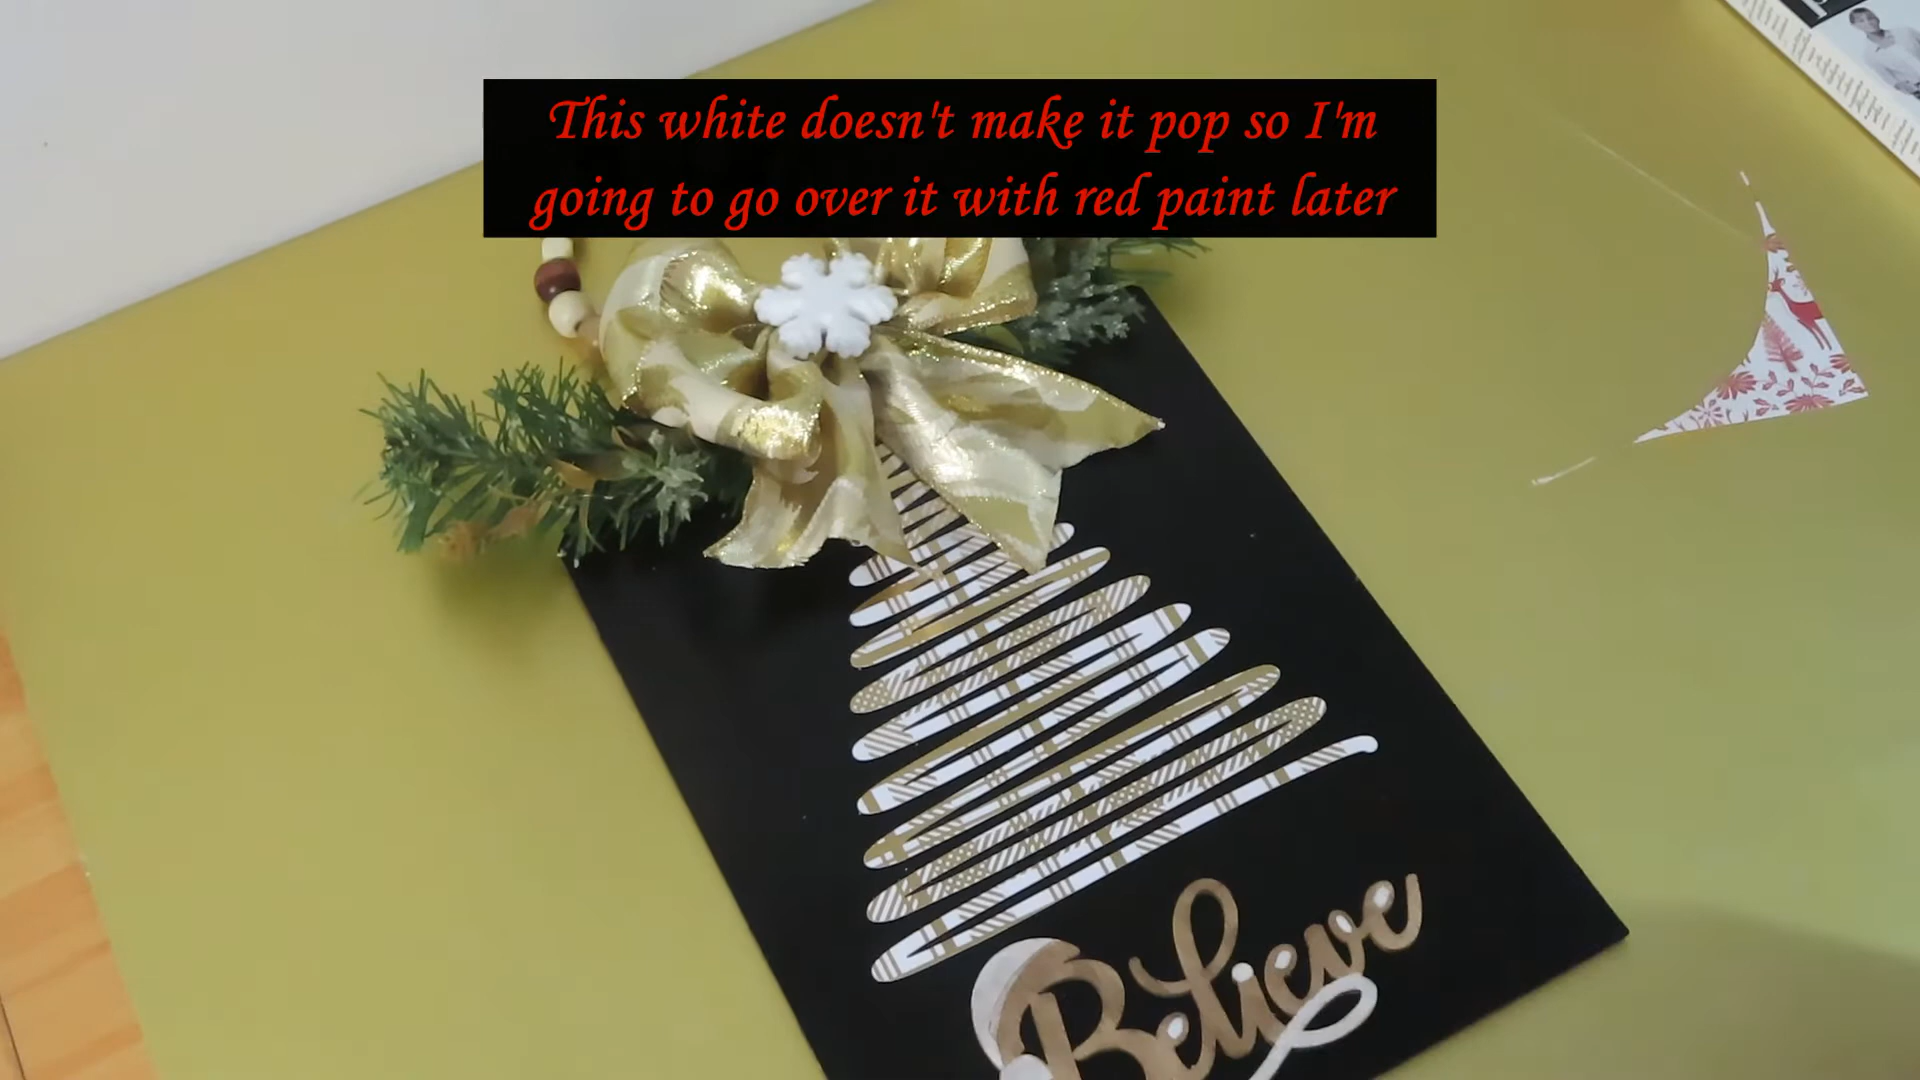 This white doesn't make it pop so I'm
going to go over it with red paint later
Believe